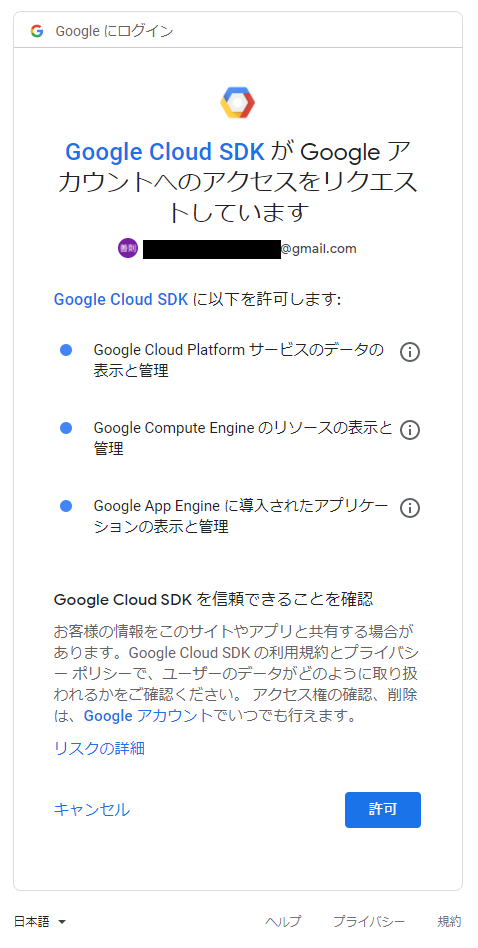 Google にログイン
Google Cloud SDK が Google ア
カウントへのアクセスをリクエス
トしています
善則
@gmail.com
Google Cloud SDK に以下を許可します:
Google Cloud Platform サービスのデータの
表示と管理
Google Compute Engine のリソースの表示と
管理
Google App Engine に導入されたアプリケー
ションの表示と管理
Google Cloud SDK を信頼できることを確認
お客様の情報をこのサイトやアプリと共有する場合が
あります。Google Cloud SDK の利用規約とプライバシ
ー ポリシーで、ユーザーのデータがどのように取り扱
われるかをご確認ください。 アクセス権の確認、削除
は、Google アカウントでいつでも行えます。
リスクの詳細
キャンセル 許可
日本語 ヘルプ プライバシー 規約